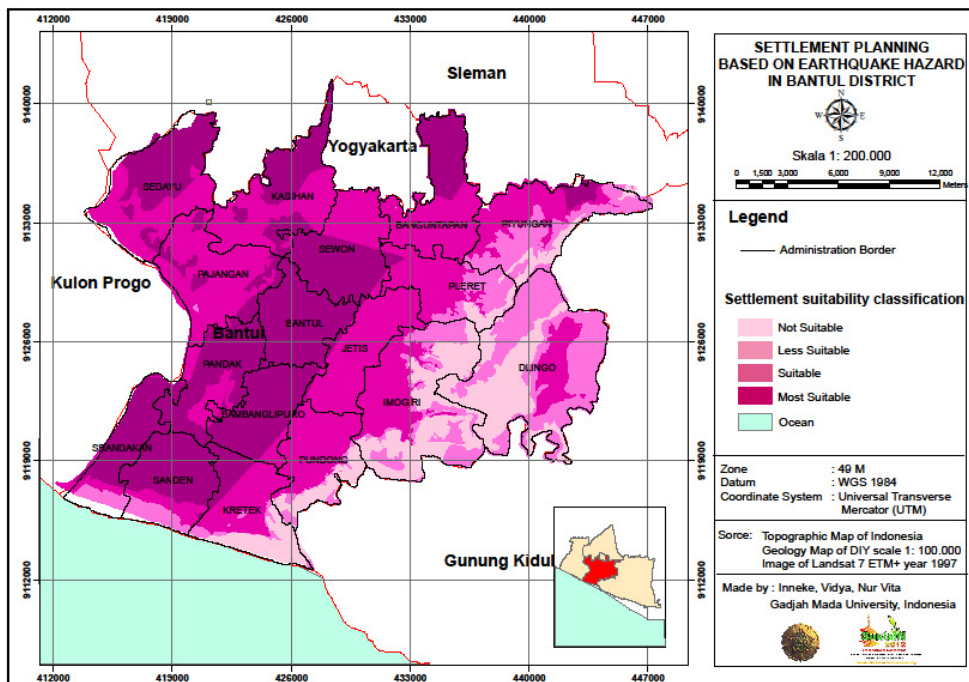 412000 419000 426000 433000 440000 447000
9140000 9140000
9133000 9133000
9126000 9126000
9119000 9119000
9112000 9112000
Sleman
Yogyakarta
SEDAYU
KASIHAN
BANGUNTAPAN
PIYUNGAN
SEWON
Kulon Progo
PAJANGAN
PLERET
BANTUL
Bantul
JETIS
PANDAK
DLINGO
IMOGIRI
BAMBANGLIPURO
SRANDAKAN
PUNDONG
SANDEN
KRETEK
Gunung Kidul
412000 419000 426000 433000 440000 447000
SETTLEMENT PLANNING
BASED ON EARTHQUAKE HAZARD
IN BANTUL DISTRICT
N
W E
S
Skala 1: 200.000
0 1,500 3,000 6,000 9,000 12,000
Meters
Legend
Administration Border
Settlement suitability classification
Not Suitable
Less Suitable
Suitable
Most Suitable
Ocean
Zone : 49 M
Datum : WGS 1984
Coordinate System : Universal Transverse
Mercator (UTM)
Sorce: Topographic Map of Indonesia
Geology Map of DIY scale 1: 100.000
Image of Landsat 7 ETM+ year 1997
Made by : Inneke, Vidya, Nur Vita
Gadjah Mada University, Indonesia
2012